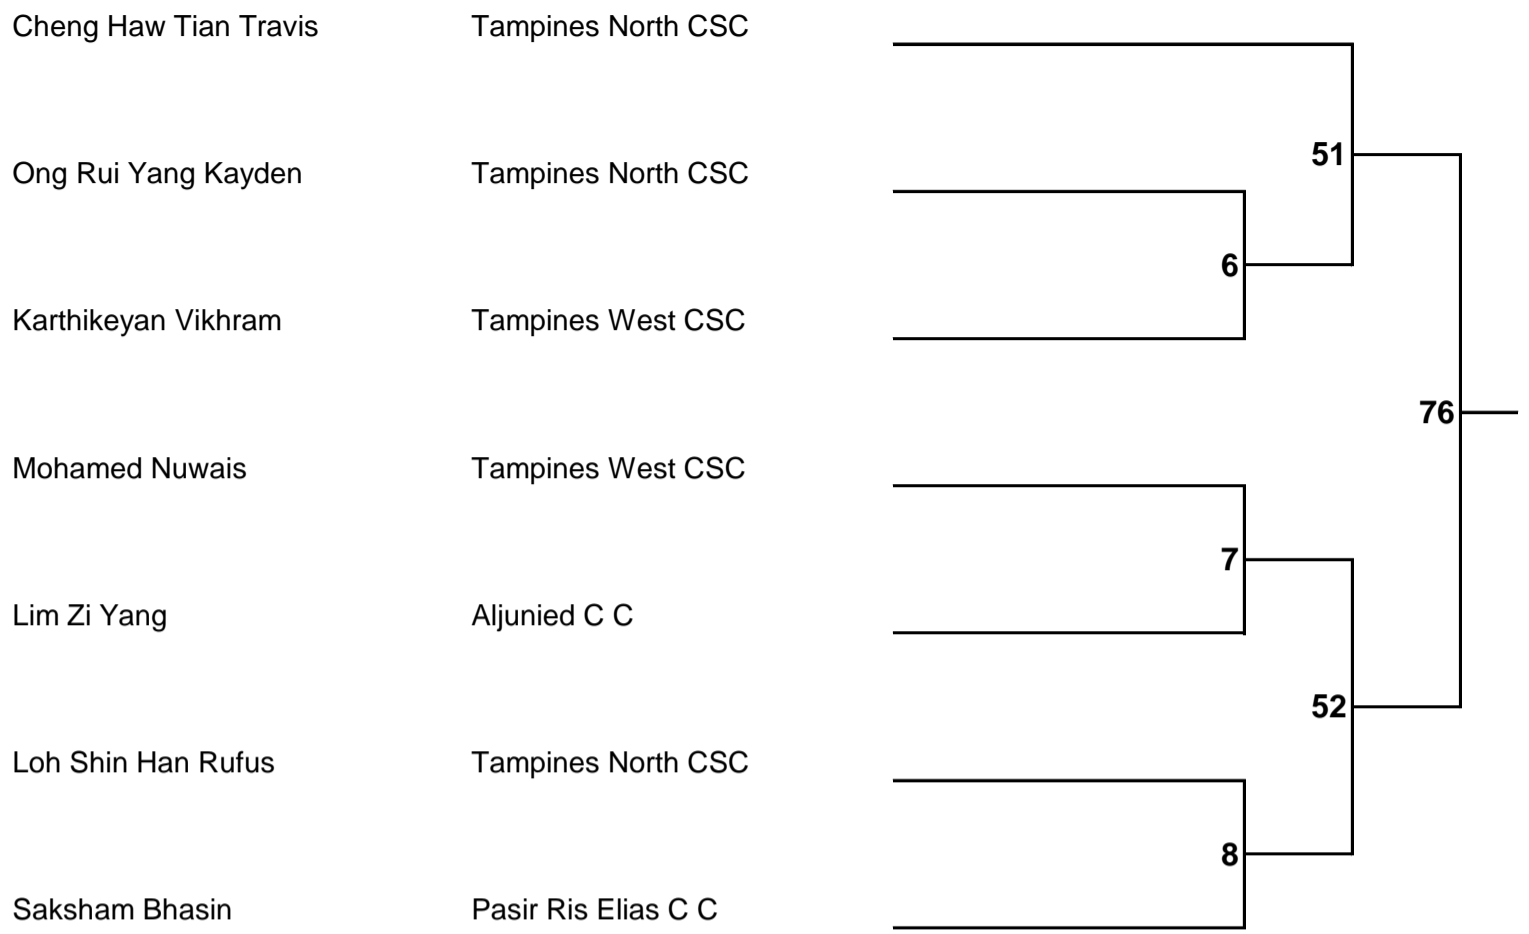 Cheng Haw Tian Travis Tampines North CSC
51
Ong Rui Yang Kayden Tampines North CSC
6
Karthikeyan Vikhram Tampines West CSC
76
Mohamed Nuwais Tampines West CSC
7
Lim Zi Yang Aljunied C C
52
Loh Shin Han Rufus Tampines North CSC
8
Saksham Bhasin Pasir Ris Elias C C